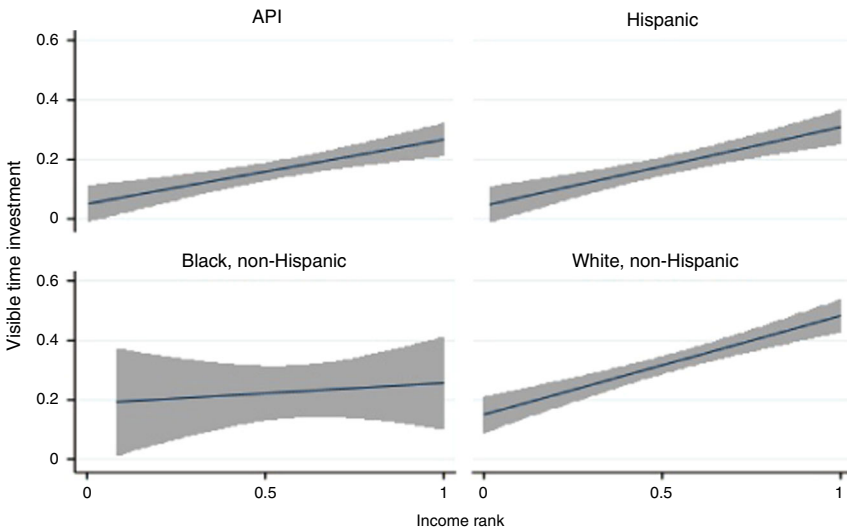 API
Hispanic
0.6
0.4
0.2
0
Black, non-Hispanic
White, non-Hispanic
0.6
0.4
0.2
0
Visible time investment
0
0.5
1
0
0.5
1
Income rank